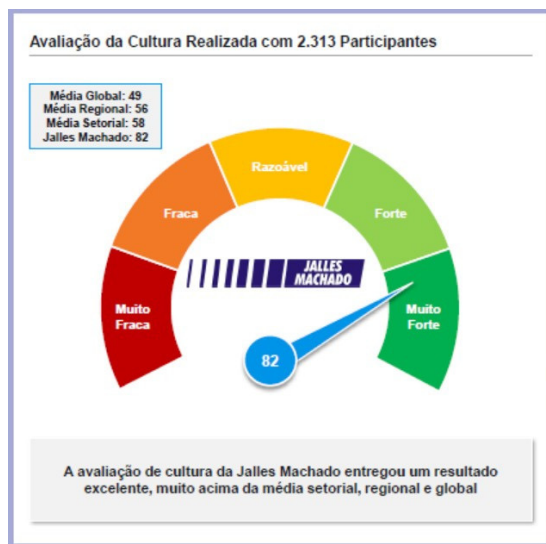 Avaliação da Cultura Realizada com 2.313 Participantes
Média Global: 49
Média Regional: 56
Média Setorial: 58
Jalles Machado: 82
Razoável
Fraca
Forte
JALLES
MACHADO
Muito
Fraca
Muito
Forte
82
A avaliação de cultura da Jalles Machado entregou um resultado
excelente, muito acima da média setorial, regional e global